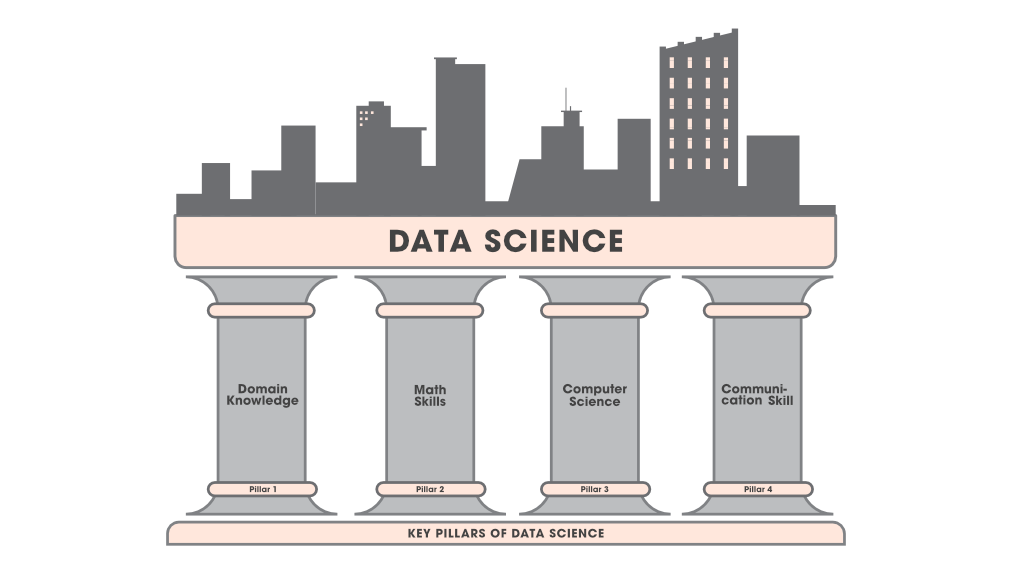 DATA SCIENCE
Domain
Knowledge
Math
Skills
Computer
Science
Communi-
cation Skill
Pillar 1
Pillar 2
Pillar 3
Pillar 4
KEY PILLARS OF DATA SCIENCE